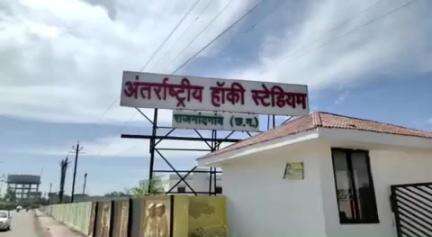 अंतर्राष्ट्रीय हॉकी स्टेडियम
राजनांदगांव (छ.ग.)